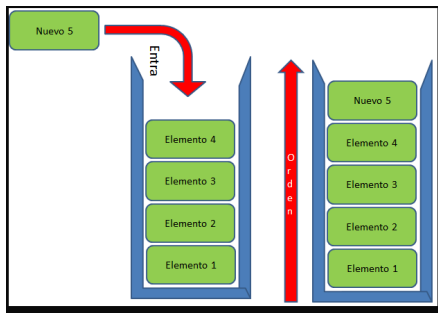 Nuevo 5
Entra
Elemento 4
Elemento 3
Elemento 2
Elemento 1
Orden
Nuevo 5
Elemento 4
Elemento 3
Elemento 2
Elemento 1